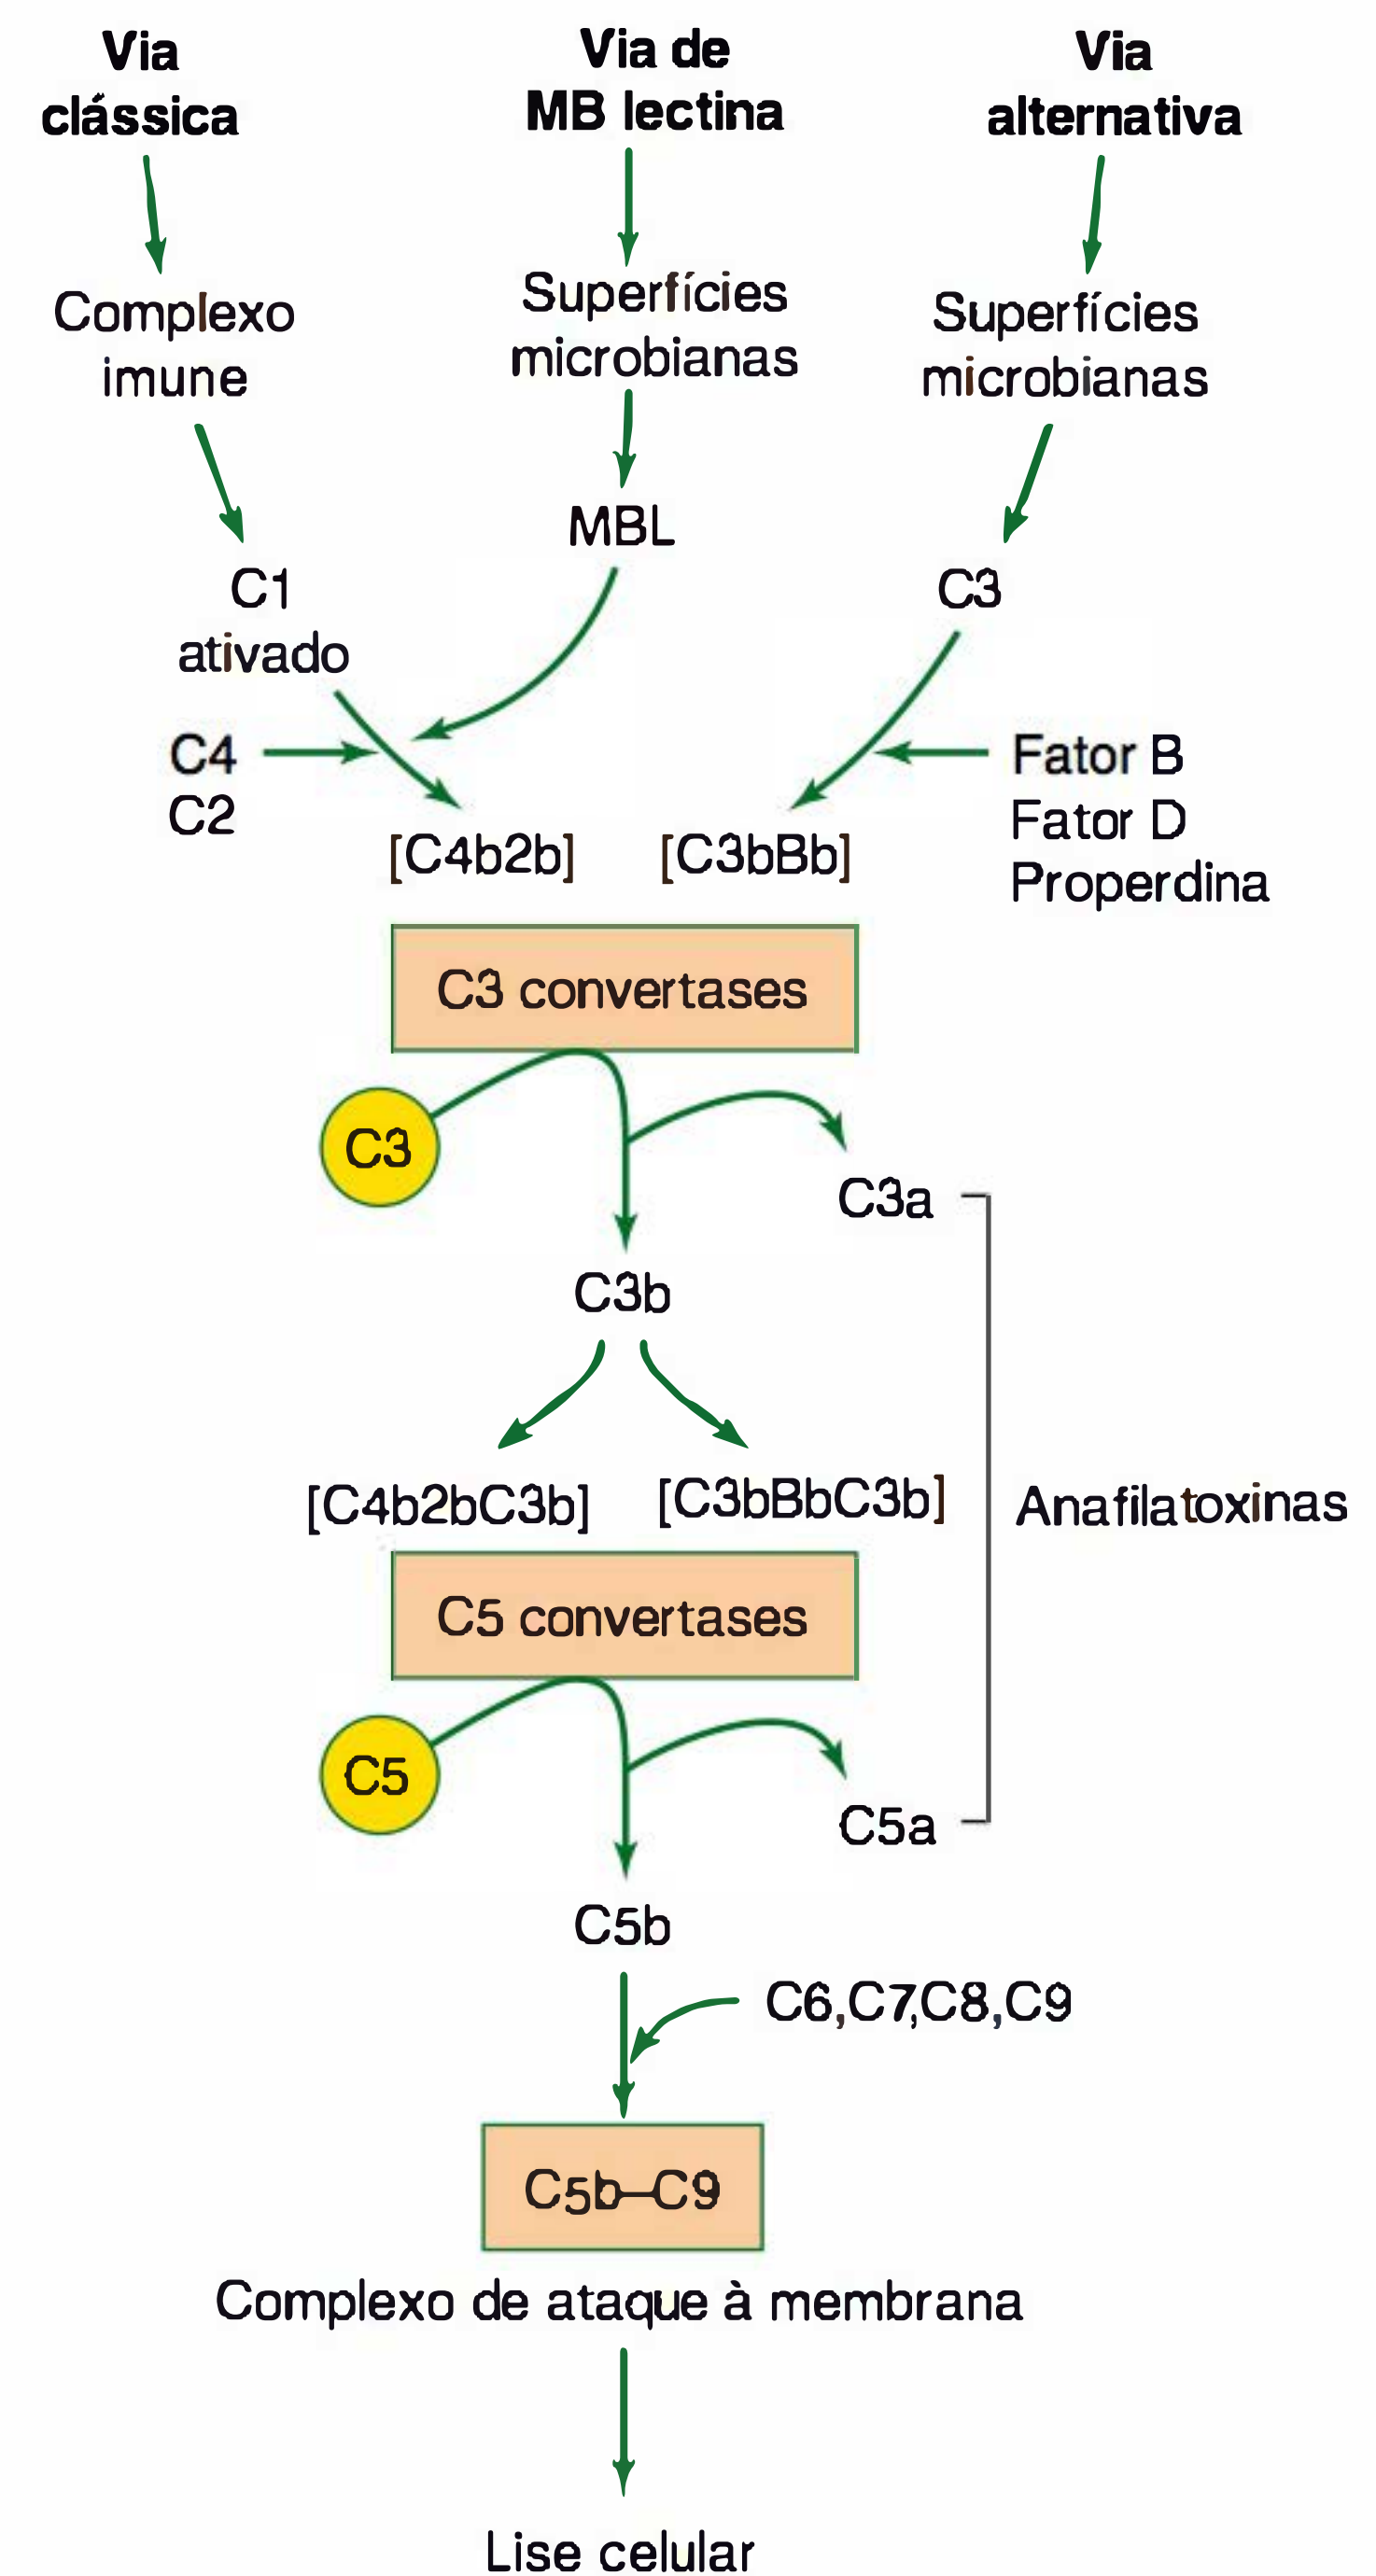 Via
clássica
Via de
MB lectina
Via
alternativa
Complexo
imune
Superfícies
microbianas
Superfícies
microbianas
MBL
C1
ativado
C3
C4
C2
Fator B
Fator D
Properdina
[C4b2b]
[C3bBb]
C3 convertases
C3
C3a
C3b
[C4b2bC3b]
[C3bBbC3b]
Anafilatoxinas
C5 convertases
C5
C5a
C5b
C6,C7,C8,C9
C5b–C9
Complexo de ataque à membrana
Lise celular